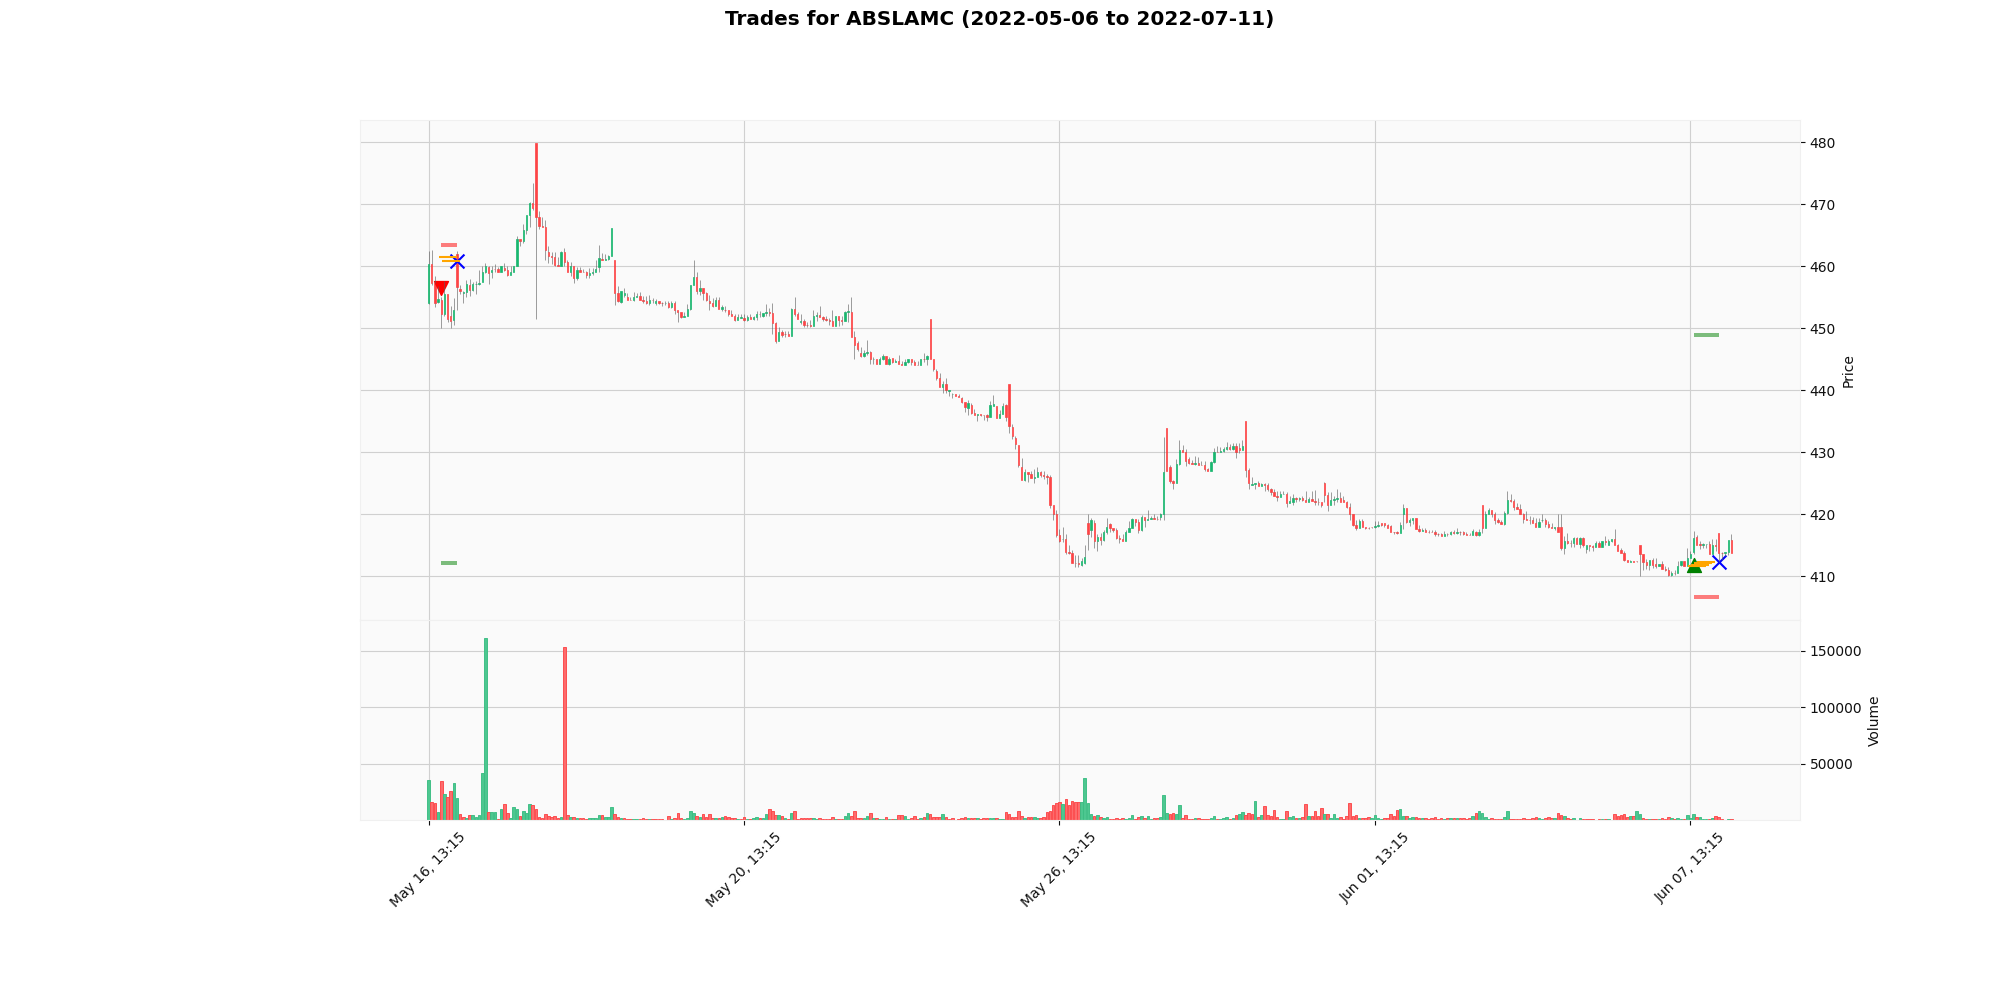 Trades for ABSLAMC (2022-05-06 to 2022-07-11)
480
470
460
450
440
430
420
410
Price
150000
100000
50000
Volume
May 16, 13:15
May 20, 13:15
May 26, 13:15
Jun 01, 13:15
Jun 07, 13:15